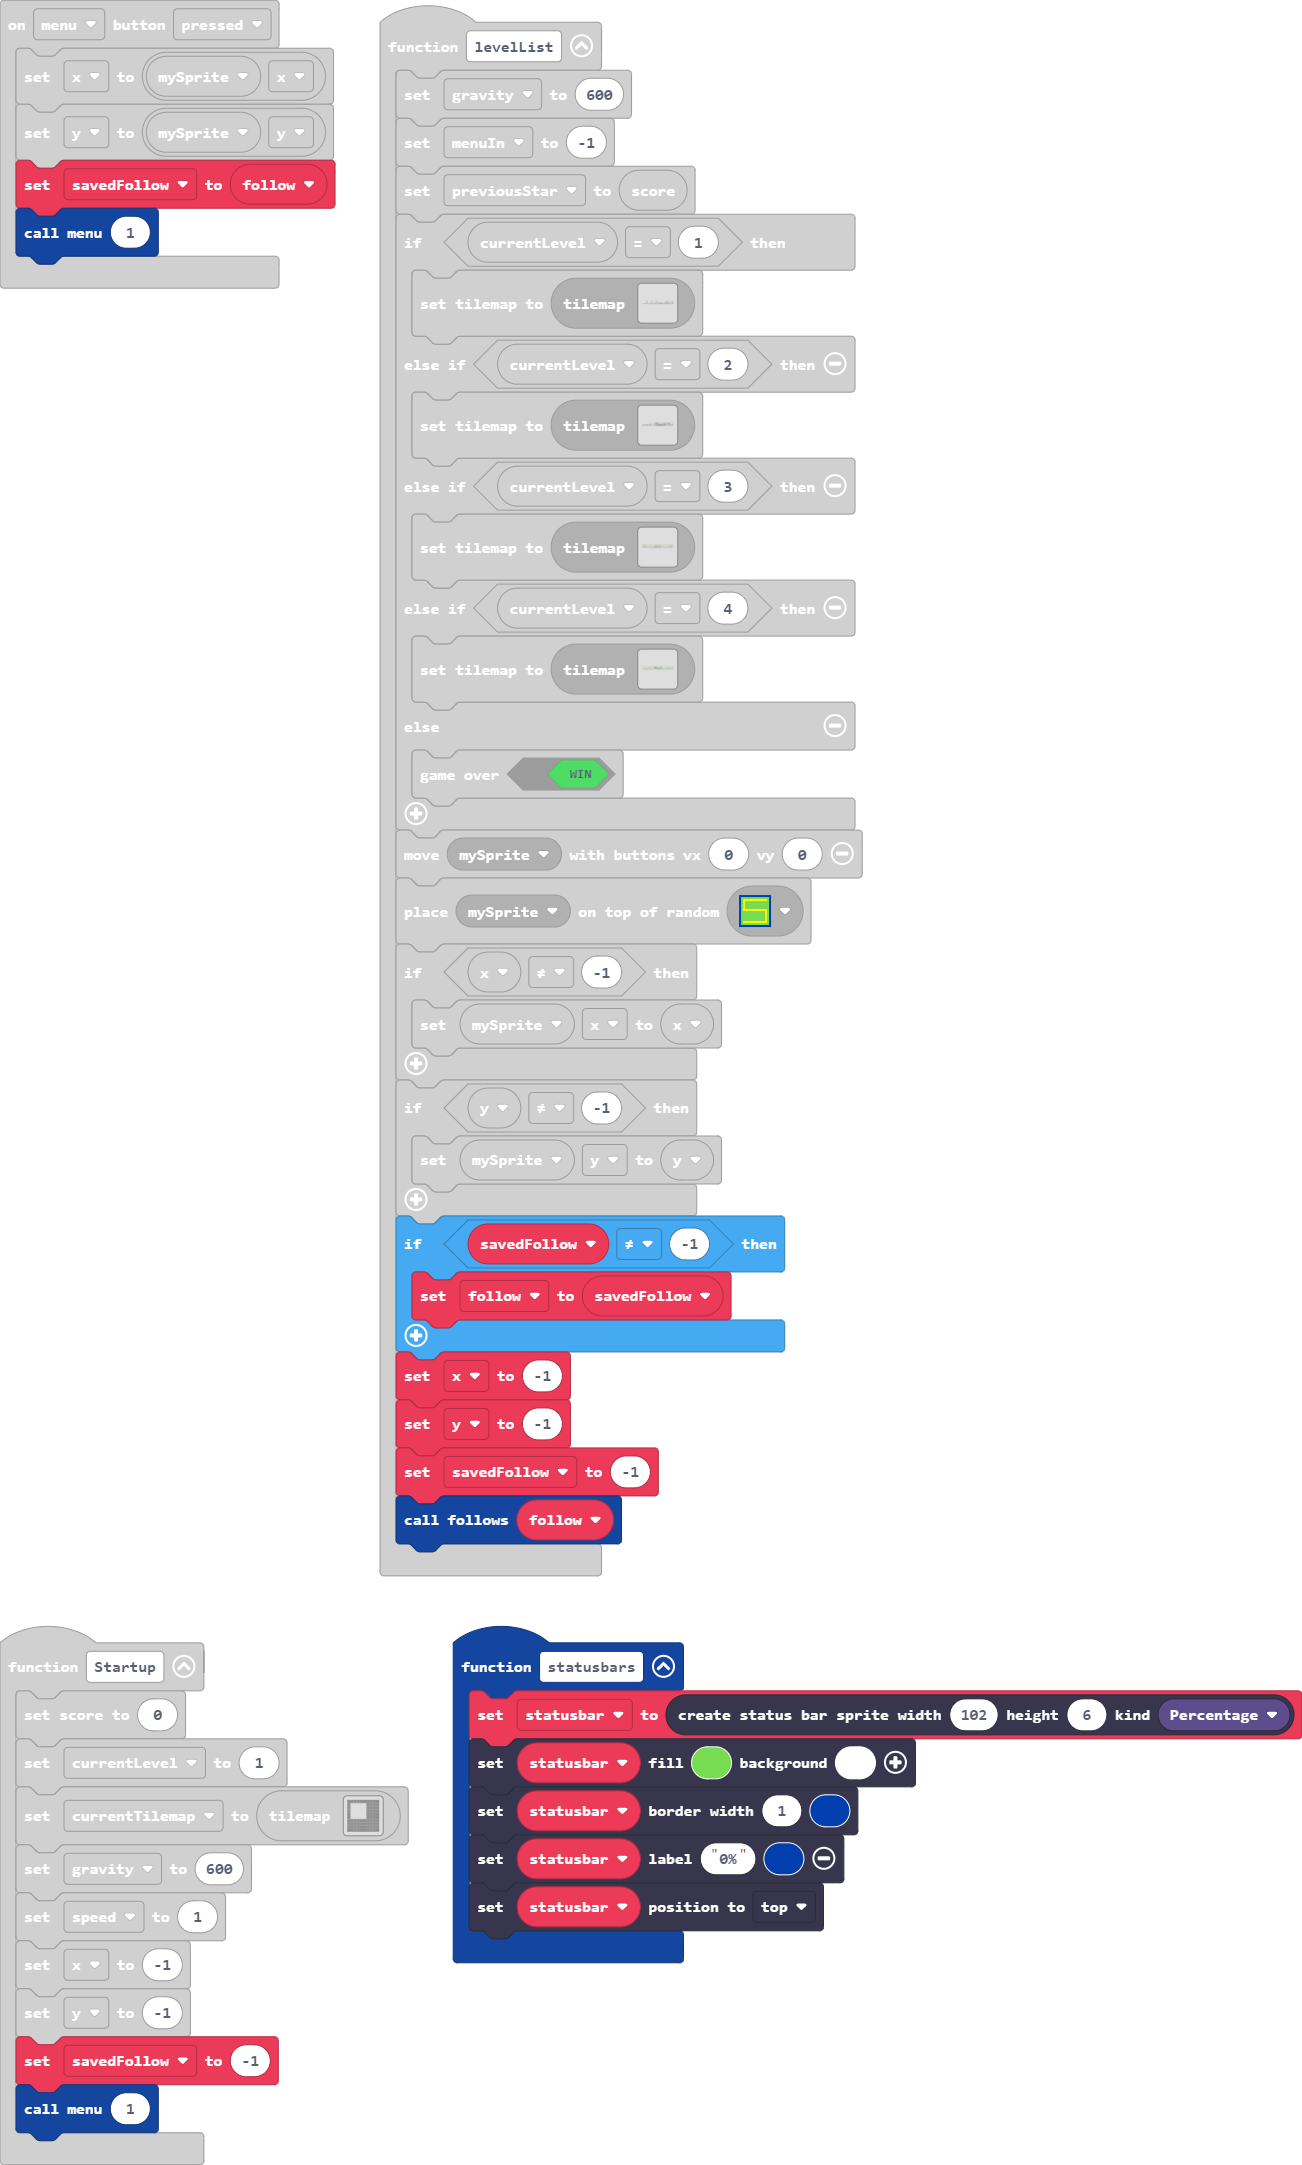 on menu button pressed
set x to mySprite x
set y to mySprite y
set savedFollow to follow
call menu 1
function levelList
set gravity to 600
set menuIn to -1
set previousStar to score
if currentLevel = 1 then
set tilemap to tilemap
else if currentLevel = 2 then
set tilemap to tilemap
else if currentLevel = 3 then
set tilemap to tilemap
else if currentLevel = 4 then
set tilemap to tilemap
else
game over WIN
move mySprite with buttons vx 0 vy 0
place mySprite on top of random
if x ≠ -1 then
set mySprite x to x
if y ≠ -1 then
set mySprite y to y
if savedFollow ≠ -1 then
set follow to savedFollow
set x to -1
set y to -1
set savedFollow to -1
call follows follow
function Startup
set score to 0
set currentLevel to 1
set currentTilemap to tilemap
set gravity to 600
set speed to 1
set x to -1
set y to -1
set savedFollow to -1
call menu 1
function statusbars
set statusbar to create status bar sprite width 102 height 6 kind Percentage
set statusbar fill background
set statusbar border width 1
set statusbar label "0%"
set statusbar position to top